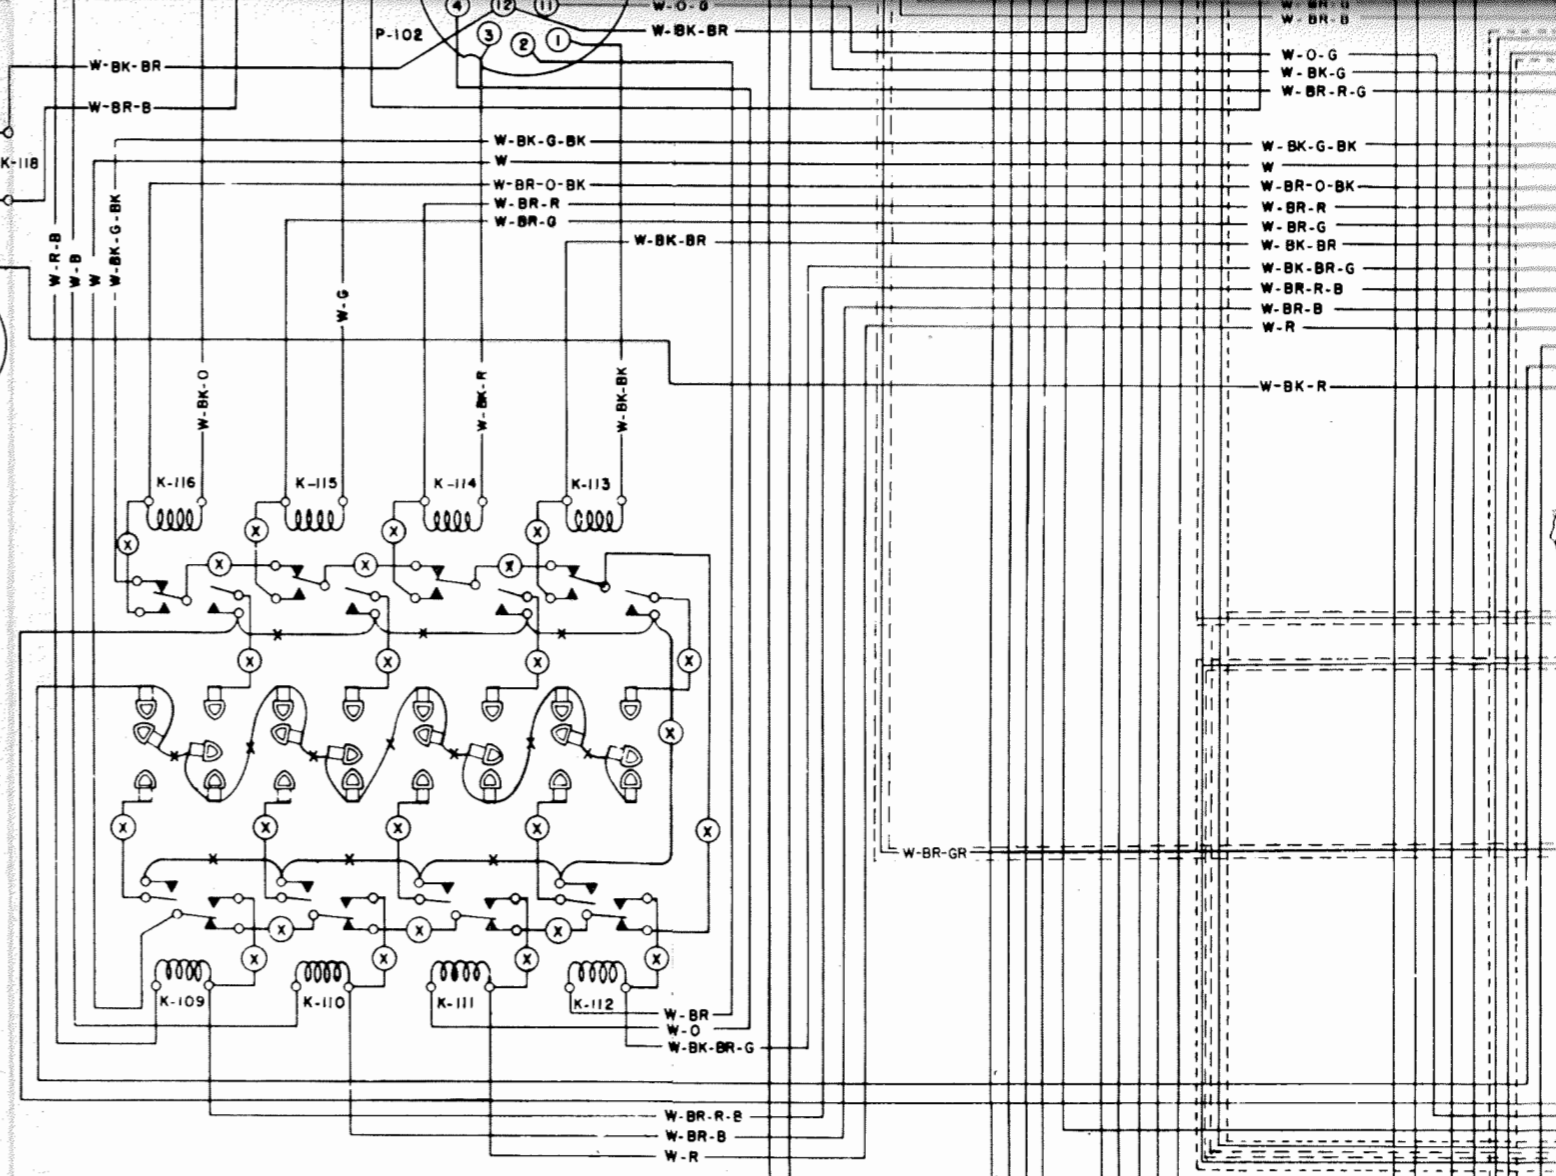 4 12 11
W-O-G
W-BR-G
W-BR-B
P-102
3 2 1
W-BK-BR
W-O-G
W-BK-BR
W-BK-G
W-BR-R-G
W-BR-B
K-118
W-BK-G-BK
W-BK-G-BK
W
W
W-BR-O-BK
W-BR-O-BK
W-BR-R
W-BR-R
W-BR-G
W-BR-G
W-BK-BR
W-BK-BR
W-R-B
W-B
W
W-BK-G-BK
W-G
W-BK-BR-G
W-BR-R-B
W-BR-B
W-R
W-BK-O
W-BK-R
W-BK-BK
W-BK-R
K-116
K-115
K-114
K-113
X
X X X
X X X
X X X X
X
X X X X
X
X X X X
X X X X
X
X X X
W-BR-GR
X X X
X X X X
K-109
K-110
K-111
K-112
W-BR
W-O
W-BK-BR-G
W-BR-R-B
W-BR-B
W-R